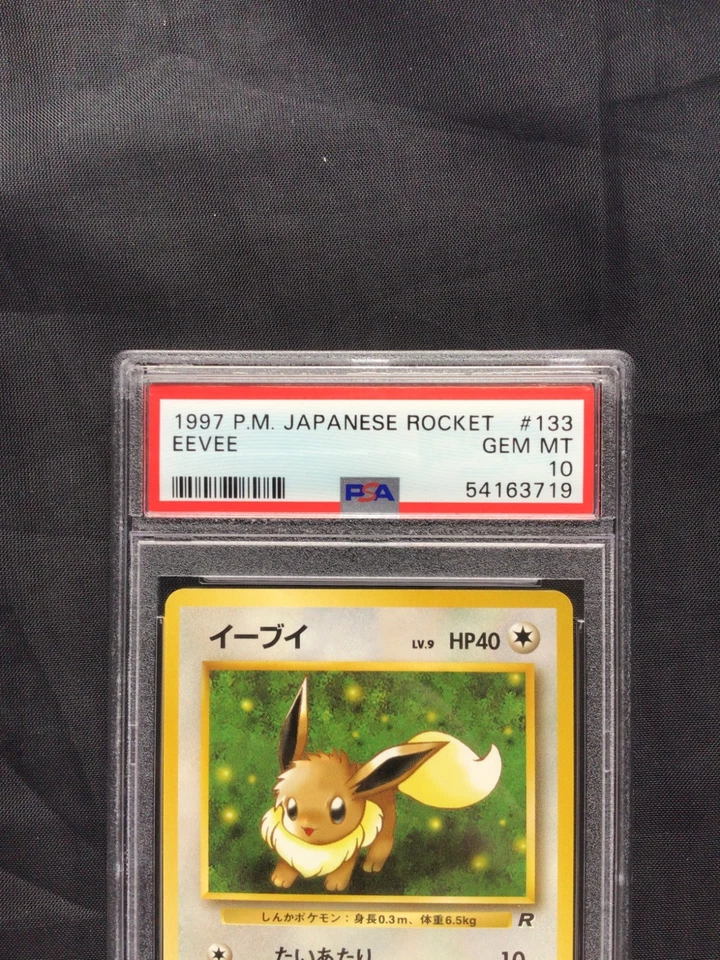 1997 P.M. JAPANESE ROCKET #133
EEVEE GEM MT
10
PSA 54163719
イーブイ LV.9 HP40
しんかポケモン：身長0.3m、体重6.5kg R
たいあたり 10